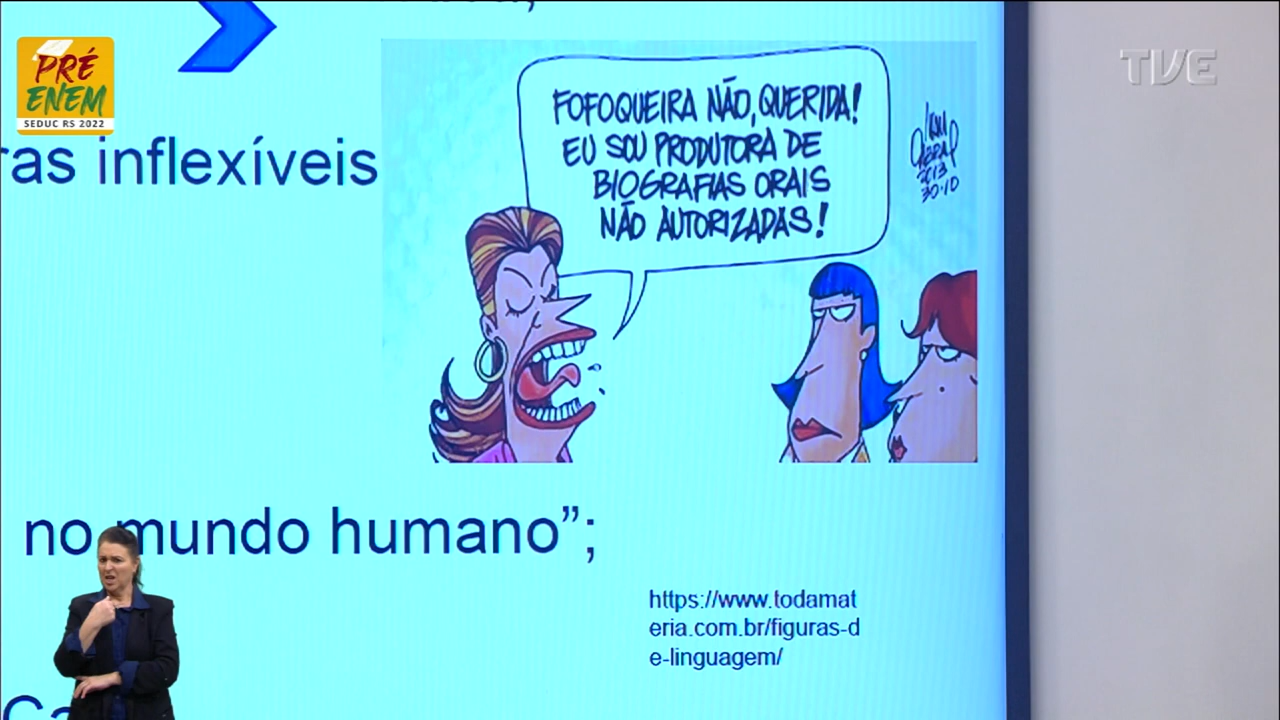 PRÉ
ENEM
SEDUC RS 2022
TVE
ras inflexíveis
FOFOQUEIRA NÃO, QUERIDA!
EU SOU PRODUTORA DE
BIOGRAFIAS ORAIS
NÃO AUTORIZADAS!
2013
30.10
no mundo humano”;
https://www.todamat
eria.com.br/figuras-d
e-linguagem/